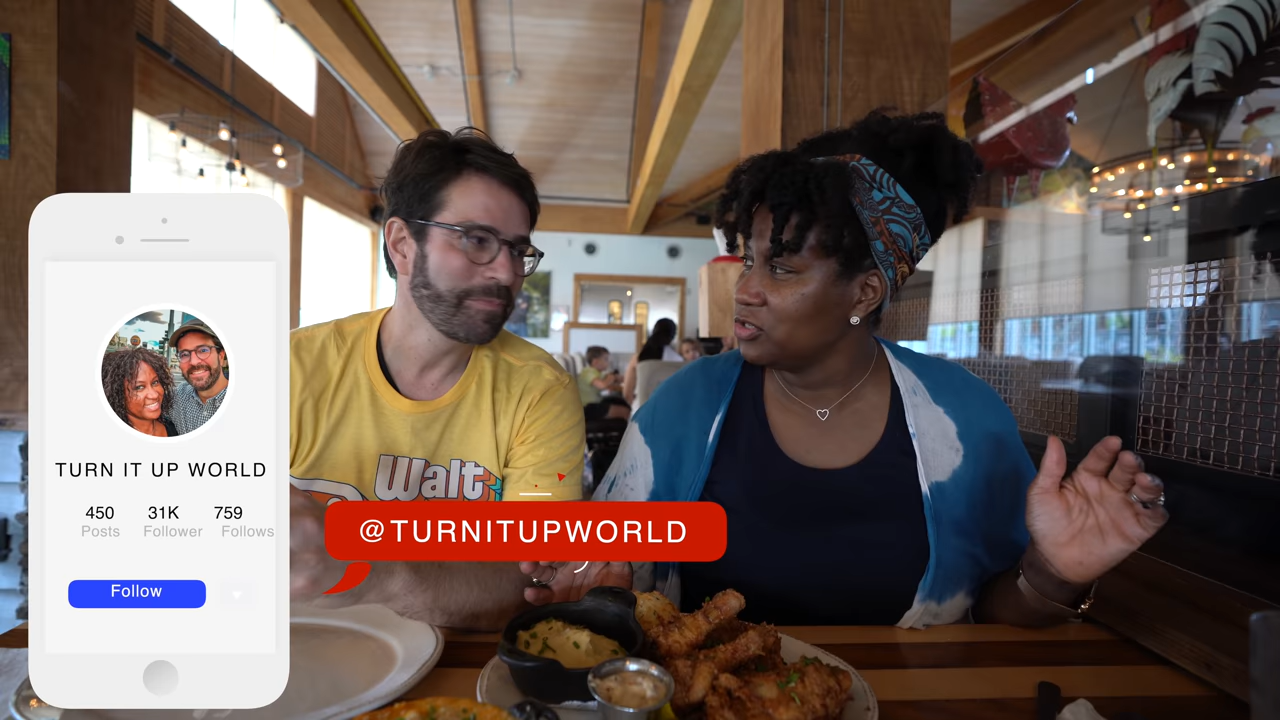 TURN IT UP WORLD
450 31K 759
Posts Follower Follows
Follow
@TURNITUPWORLD
Walt